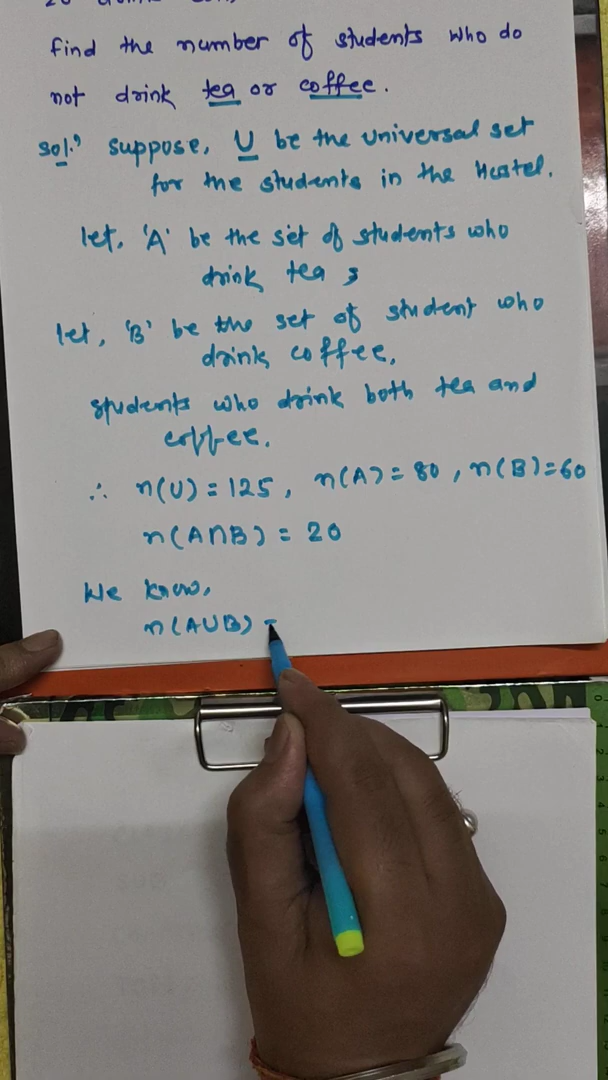 find the number of students who do
not drink tea or coffee.
Sol.ⁿ Suppose, U be the universal set
for the students in the Hostel.
let, 'A' be the set of students who
drink tea ;
let, 'B' be the set of student who
drink coffee,
students who drink both tea and
coffee.
∴ n(U) = 125, n(A) = 80, n(B)=60
n(A∩B) = 20
We know,
n(A∪B) =